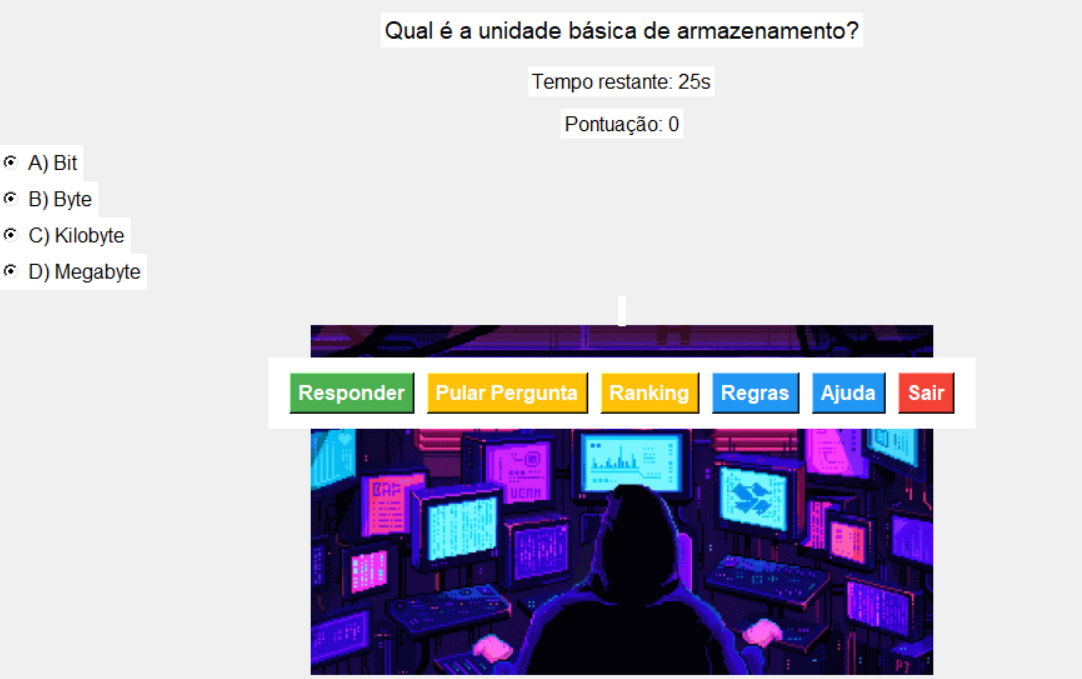 Qual é a unidade básica de armazenamento?
Tempo restante: 25s
Pontuação: 0
A) Bit
B) Byte
C) Kilobyte
D) Megabyte
Responder Pular Pergunta Ranking Regras Ajuda Sair